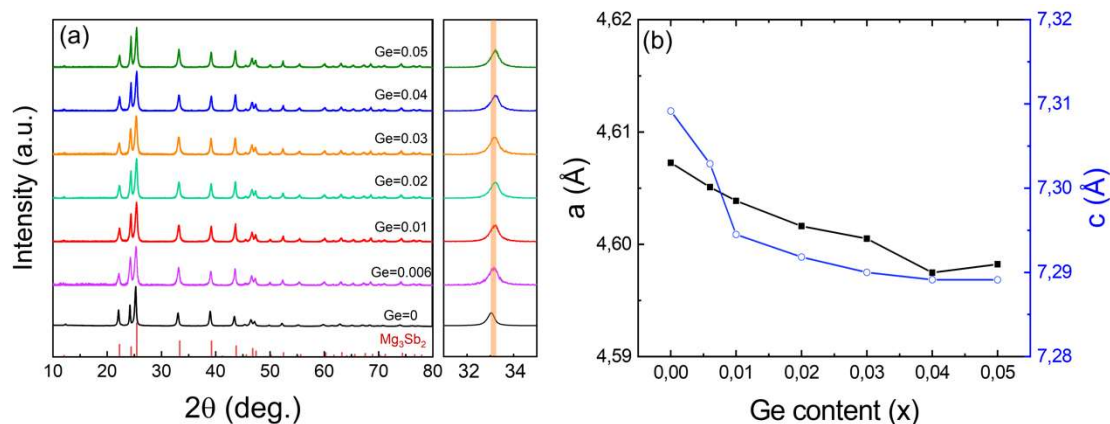 (a)
Ge=0.05
Ge=0.04
Ge=0.03
Ge=0.02
Ge=0.01
Ge=0.006
Ge=0
Mg₃Sb₂
Intensity (a.u.)
10 20 30 40 50 60 70 80
32 34
2θ (deg.)
(b)
4,62
4,61
4,60
4,59
a (Å)
7,32
7,31
7,30
7,29
7,28
c (Å)
0,00 0,01 0,02 0,03 0,04 0,05
Ge content (x)